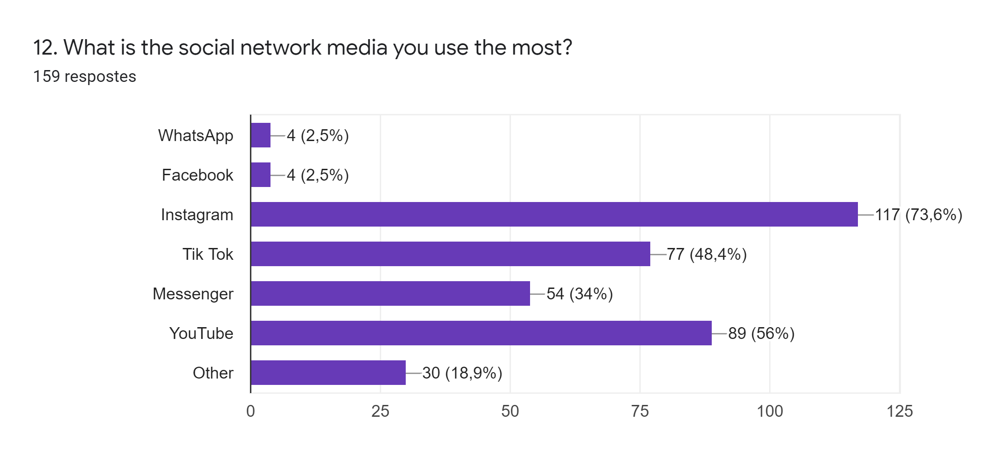 12. What is the social network media you use the most?
159 respostes
WhatsApp 4 (2,5%)
Facebook 4 (2,5%)
Instagram 117 (73,6%)
Tik Tok 77 (48,4%)
Messenger 54 (34%)
YouTube 89 (56%)
Other 30 (18,9%)
0 25 50 75 100 125